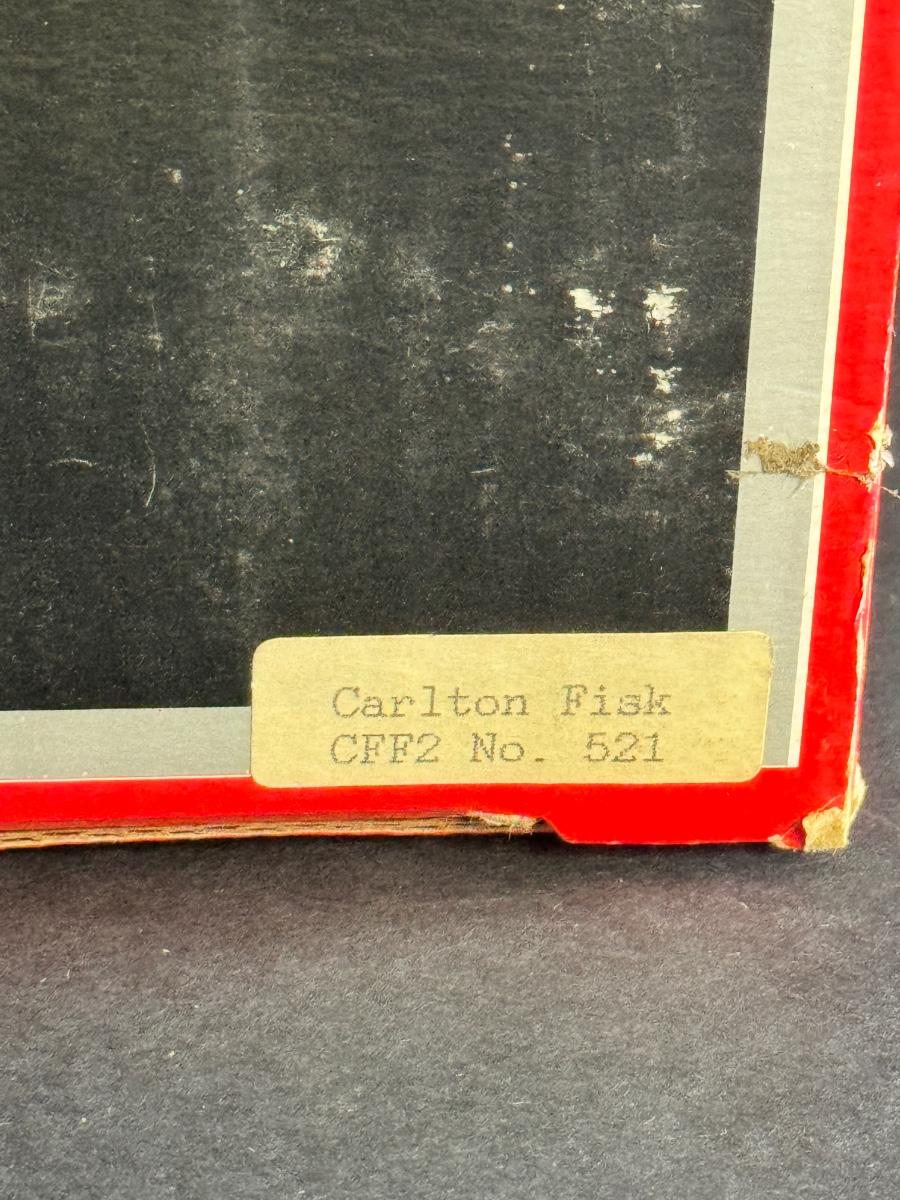 Carlton Fisk
CFF2 No. 521